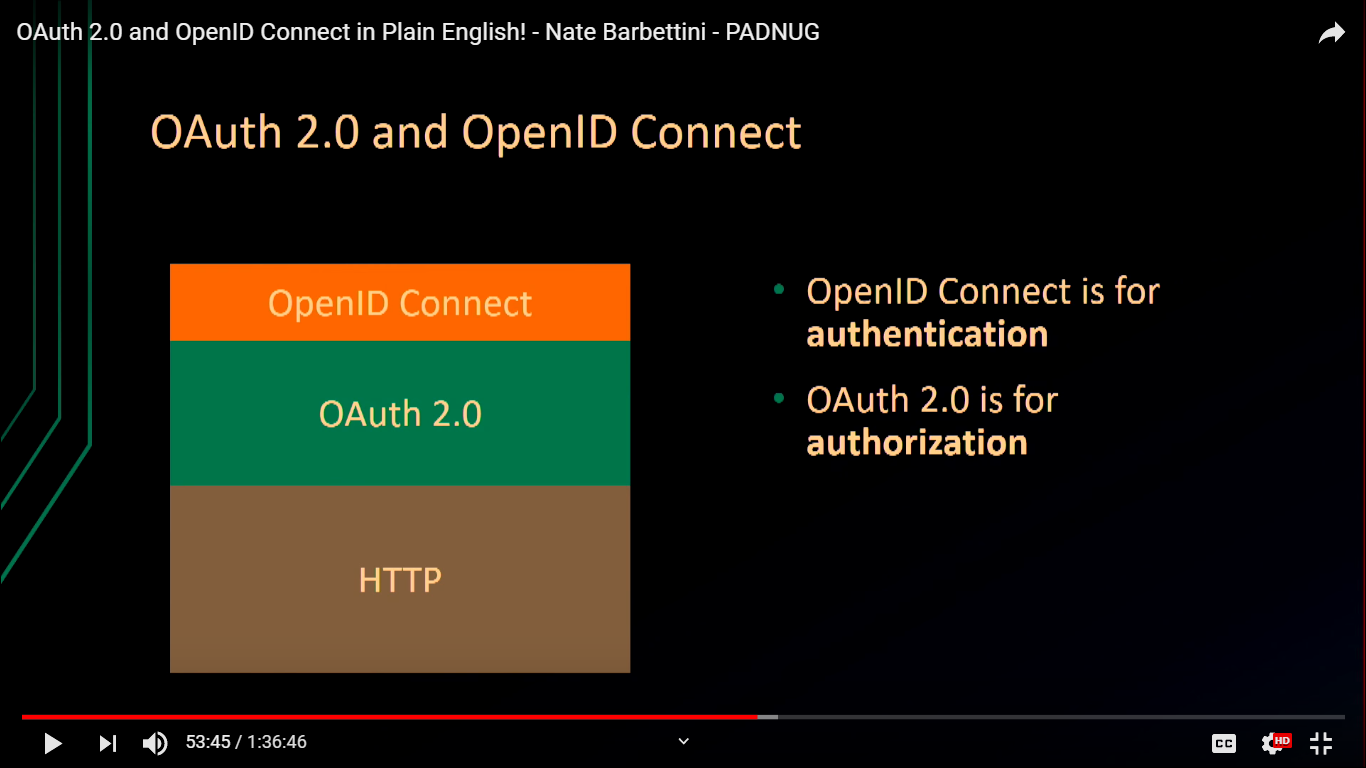 OAuth 2.0 and OpenID Connect in Plain English! - Nate Barbettini - PADNUG
OAuth 2.0 and OpenID Connect
OpenID Connect
OAuth 2.0
HTTP
• OpenID Connect is for
authentication
• OAuth 2.0 is for
authorization
53:45 / 1:36:46
CC
HD